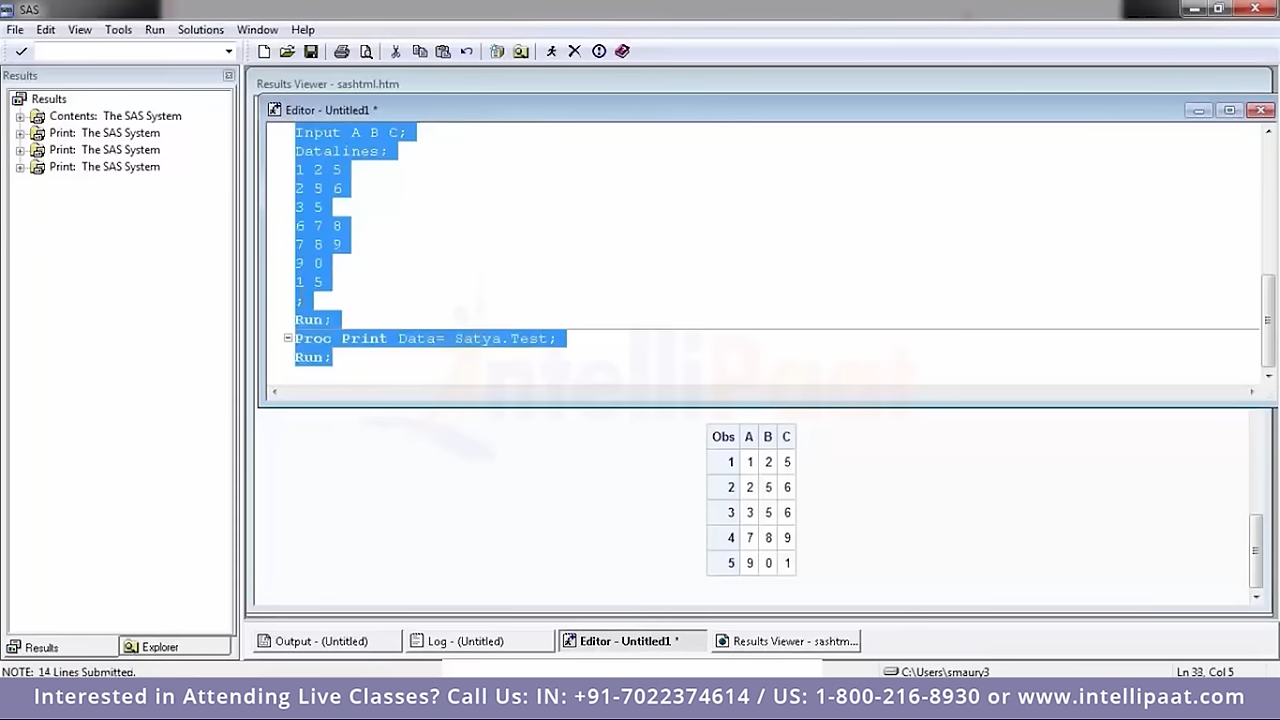 SAS
File Edit View Tools Run Solutions Window Help
Results
Results Viewer - sashtml.htm
Results
Contents: The SAS System
Print: The SAS System
Print: The SAS System
Print: The SAS System
Editor - Untitled1 *
Input A B C;
Datalines;
1 2 5
2 5 6
3 5
6 7 8
7 8 9
9 0
1 5
;
Run;
Proc Print Data= Satya.Test;
Run;
IntelliPaat
Obs A B C
1 1 2 5
2 2 5 6
3 3 5 6
4 7 8 9
5 9 0 1
Results Explorer
Output - (Untitled) Log - (Untitled) Editor - Untitled1 * Results Viewer - sashtm...
NOTE: 14 Lines Submitted. C:\Users\smaury3 Ln 33, Col 5
Interested in Attending Live Classes? Call Us: IN: +91-7022374614 / US: 1-800-216-8930 or www.intellipaat.com